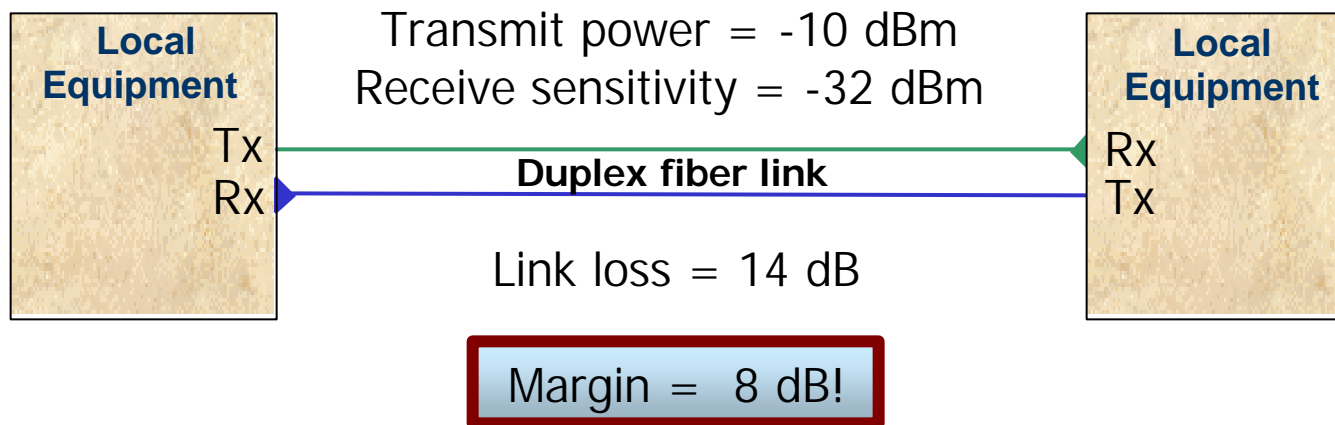 Local
Equipment
Transmit power = -10 dBm
Receive sensitivity = -32 dBm
Local
Equipment
Tx
Rx
Duplex fiber link
Rx
Tx
Link loss = 14 dB
Margin =  8 dB!